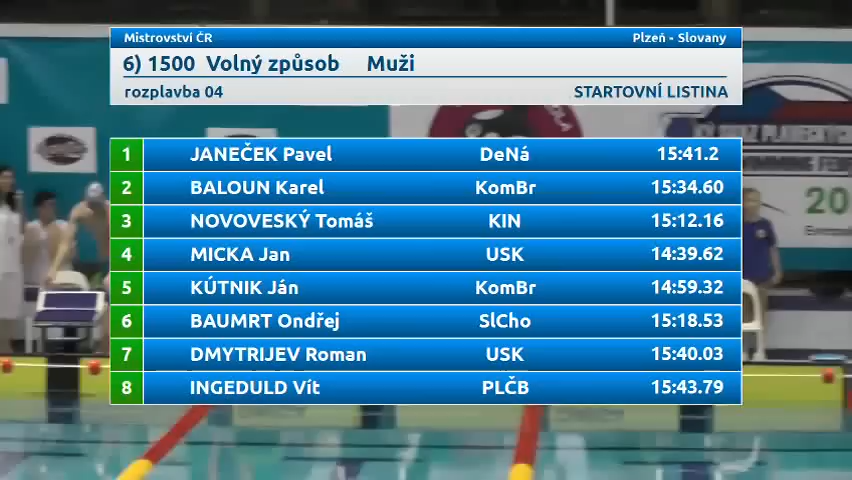 Mistrovství ČR Plzeň - Slovany
6) 1500 Volný způsob Muži
rozplavba 04 STARTOVNÍ LISTINA
1 JANEČEK Pavel DeNá 15:41.2
2 BALOUN Karel KomBr 15:34.60
3 NOVOVESKÝ Tomáš KIN 15:12.16
4 MICKA Jan USK 14:39.62
5 KÚTNIK Ján KomBr 14:59.32
6 BAUMRT Ondřej SlCho 15:18.53
7 DMYTRIJEV Roman USK 15:40.03
8 INGEDULD Vít PLČB 15:43.79
20